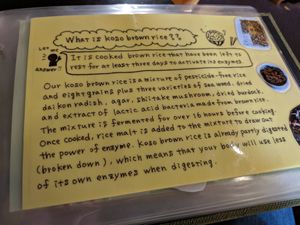 What is koso brown rice??
LET ME
ANSWER!!
It is cooked brown rice that have been left to
rest for at least three days to activate its enzymes
Our koso brown rice is a mixture of pesticide-free rice
and eight grains plus three varieties of sea weed, dried
daikon radish, agar, shiitake mushroom, dried burdock,
and extract of lactic acid bacteria made from brown rice.
The mixture is fermented for over 16 hours before cooking.
Once cooked, rice malt is added to the mixture to draw out
the power of enzyme. Koso brown rice is already partly digested
(broken down), which means that your body will use less
of its own enzymes when digesting.